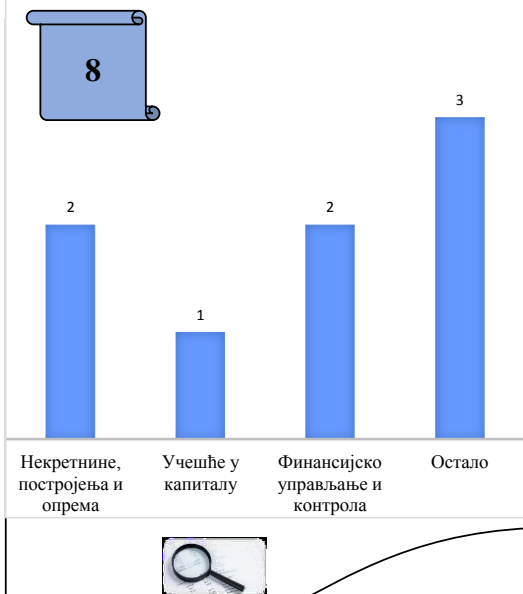 8
3
2
2
1
Некретнине,
постројења и
опрема
Учешће у
капиталу
Финансијско
управљање и
контрола
Остало